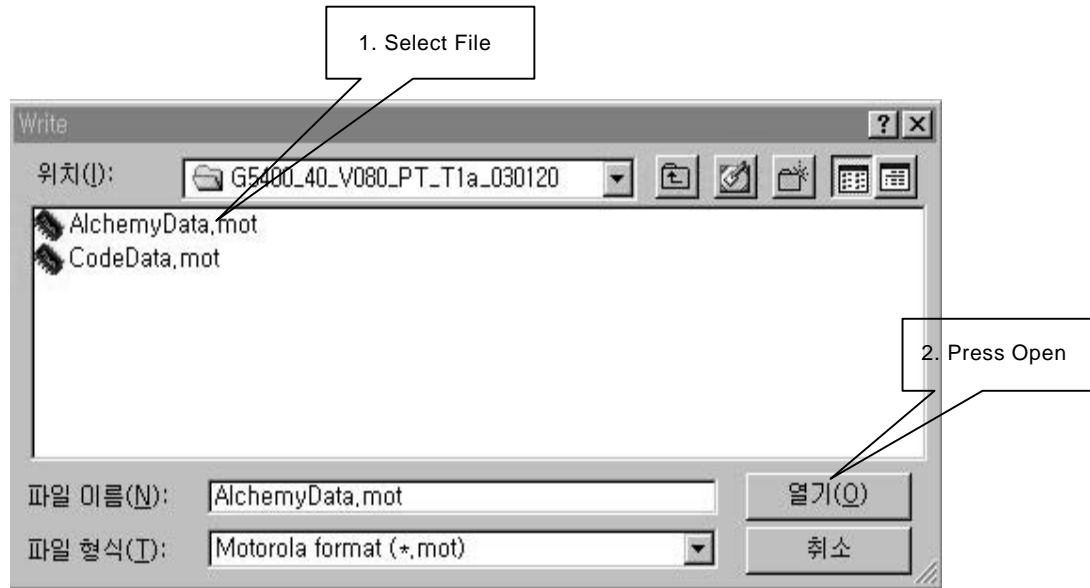 1. Select File
Write
위치(I): G5400_40_V080_PT_T1a_030120
AlchemyData,mot
CodeData,mot
2. Press Open
파일 이름(N): AlchemyData,mot 열기(O)
파일 형식(T): Motorola format (*,mot) 취소